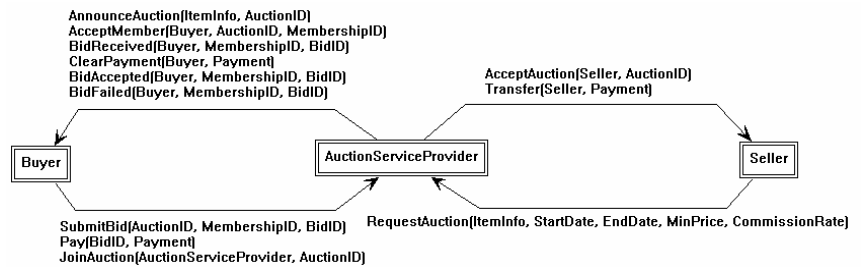 AnnounceAuction(ItemInfo, AuctionID)
AcceptMember(Buyer, AuctionID, MembershipID)
BidReceived(Buyer, MembershipID, BidID)
ClearPayment(Buyer, Payment)
BidAccepted(Buyer, MembershipID, BidID)
BidFailed(Buyer, MembershipID, BidID)
AcceptAuction(Seller, AuctionID)
Transfer(Seller, Payment)
Buyer
AuctionServiceProvider
Seller
SubmitBid(AuctionID, MembershipID, BidID)
Pay(BidID, Payment)
JoinAuction(AuctionServiceProvider, AuctionID)
RequestAuction(ItemInfo, StartDate, EndDate, MinPrice, CommissionRate)